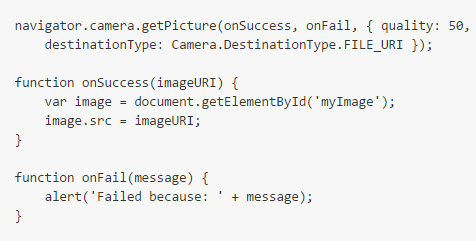 navigator.camera.getPicture(onSuccess, onFail, { quality: 50,
    destinationType: Camera.DestinationType.FILE_URI });

function onSuccess(imageURI) {
    var image = document.getElementById('myImage');
    image.src = imageURI;
}

function onFail(message) {
    alert('Failed because: ' + message);
}